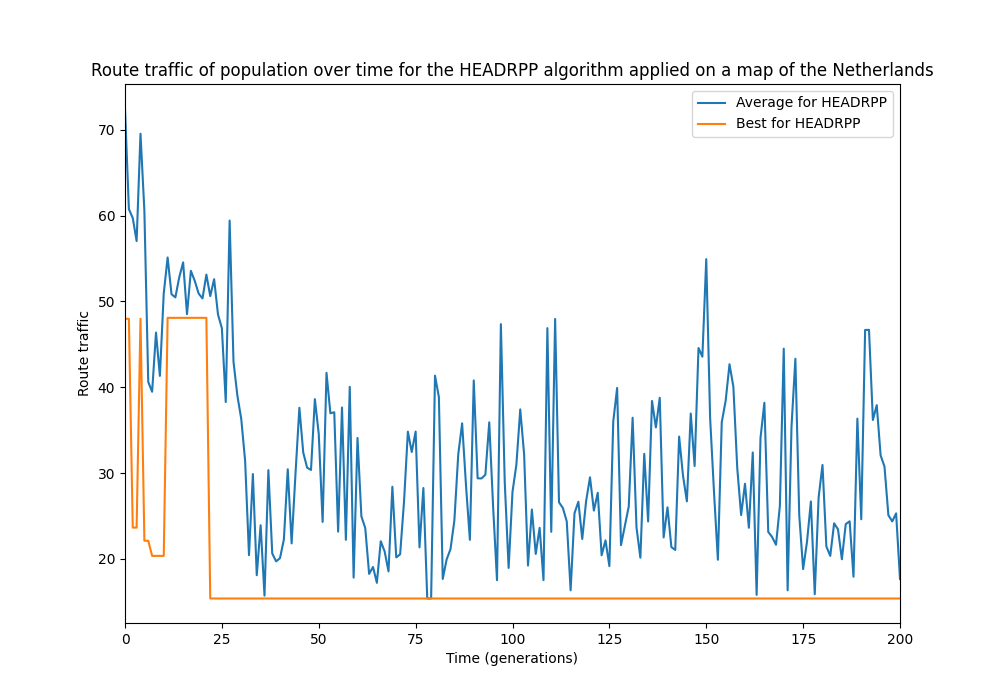 Route traffic of population over time for the HEADRPP algorithm applied on a map of the Netherlands
Average for HEADRPP
Best for HEADRPP
Route traffic
70
60
50
40
30
20
0 25 50 75 100 125 150 175 200
Time (generations)